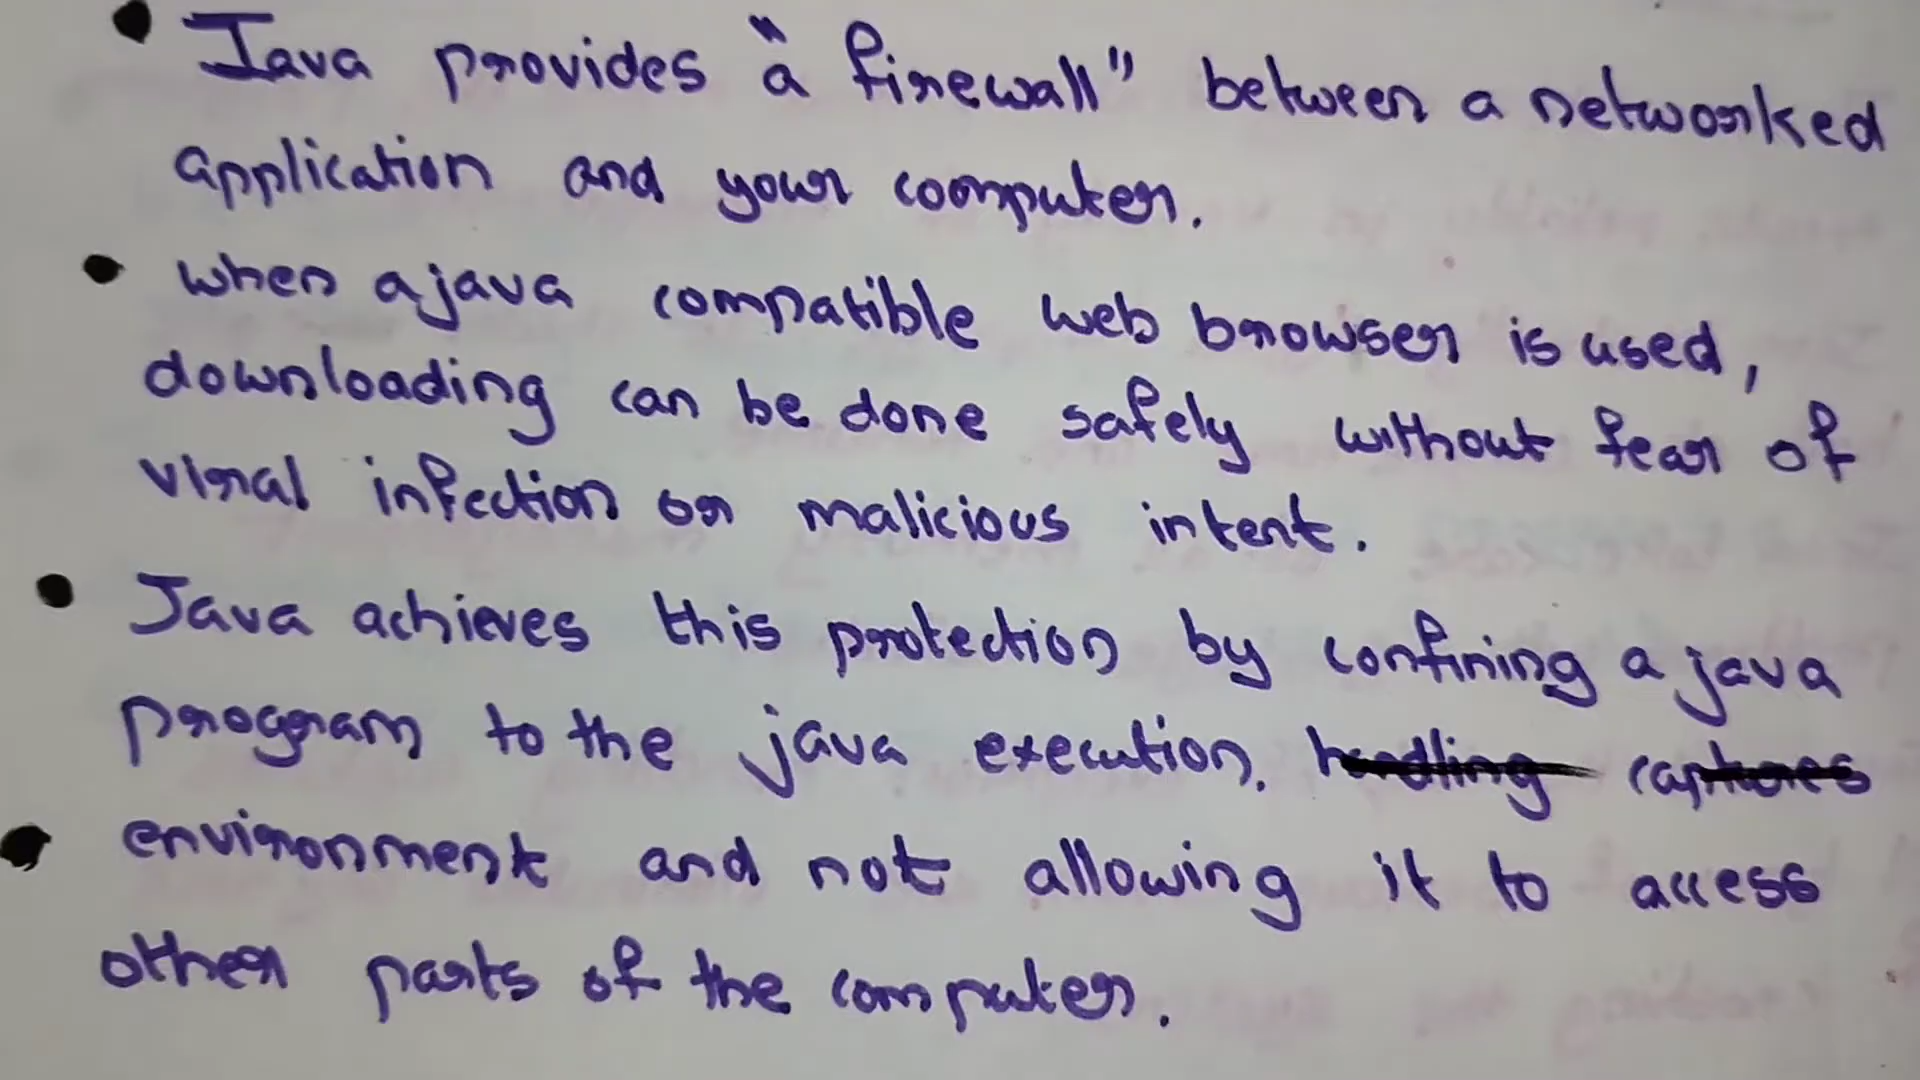 • Java provides "a firewall" between a networked
application and your computer.
• when a java compatible web browser is used,
downloading can be done safely without fear of
viral infection or malicious intent.
• Java achieves this protection by confining a java
program to the java execution. handling captures
• environment and not allowing it to access
other parts of the computer.